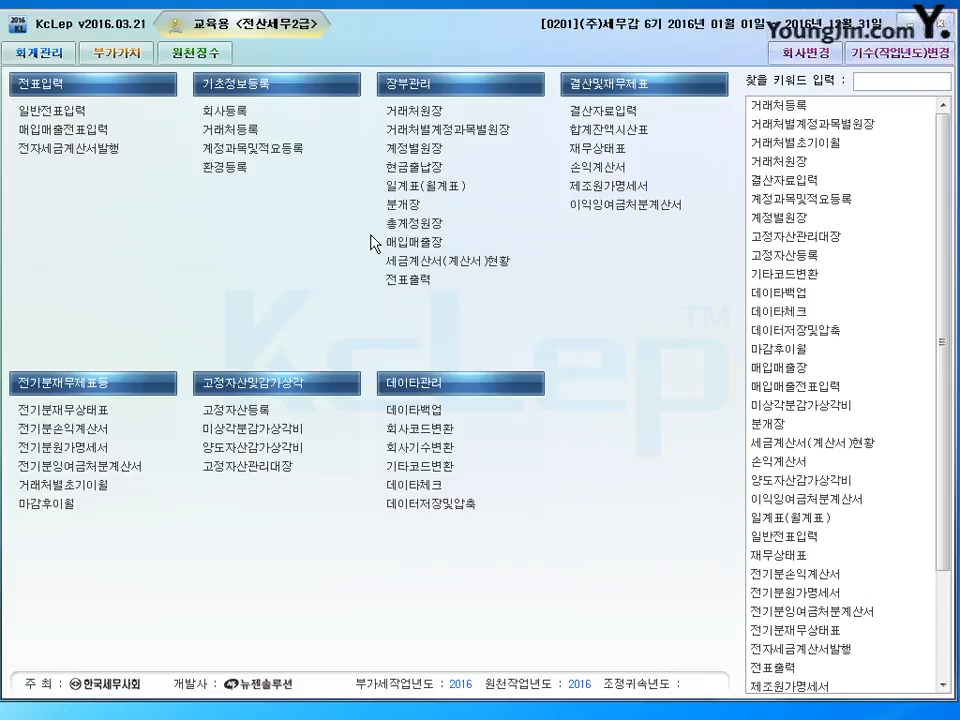 2016 KL KcLep v2016.03.21 교육용 <전산세무2급> [0201](주)세무갑 6기 2016년 01월 01일 ~ 2016년 12월 31일
YoungJin.com Y.
회계관리 부가가치 원천징수 회사변경 기수(작업년도)변경
전표입력 기초정보등록 장부관리 결산및재무제표 찾을 키워드 입력 :
일반전표입력 회사등록 거래처원장 결산자료입력 거래처등록
매입매출전표입력 거래처등록 거래처별계정과목별원장 합계잔액시산표 거래처별계정과목별원장
전자세금계산서발행 계정과목및적요등록 계정별원장 재무상태표 거래처별초기이월
환경등록 현금출납장 손익계산서 거래처원장
일계표(월계표) 제조원가명세서 결산자료입력
분개장 이익잉여금처분계산서 계정과목및적요등록
총계정원장 계정별원장
매입매출장 고정자산관리대장
세금계산서(계산서)현황 고정자산등록
전표출력 기타코드변환
데이타백업
데이타체크
데이터저장및압축
마감후이월
매입매출장
전기분재무제표등 고정자산및감가상각 데이타관리 매입매출전표입력
전기분재무상태표 고정자산등록 데이타백업 미상각분감가상각비
전기분손익계산서 미상각분감가상각비 회사코드변환 분개장
전기분원가명세서 양도자산감가상각비 회사기수변환 세금계산서(계산서)현황
전기분잉여금처분계산서 고정자산관리대장 기타코드변환 손익계산서
거래처별초기이월 데이타체크 양도자산감가상각비
마감후이월 데이터저장및압축 이익잉여금처분계산서
일계표(월계표)
일반전표입력
재무상태표
전기분손익계산서
전기분원가명세서
전기분잉여금처분계산서
전기분재무상태표
전자세금계산서발행
전표출력
제조원가명세서
KcLep TM
주 최 : 한국세무사회 개발사 : 뉴젠솔루션 부가세작업년도 : 2016 원천작업년도 : 2016 조정귀속년도 :